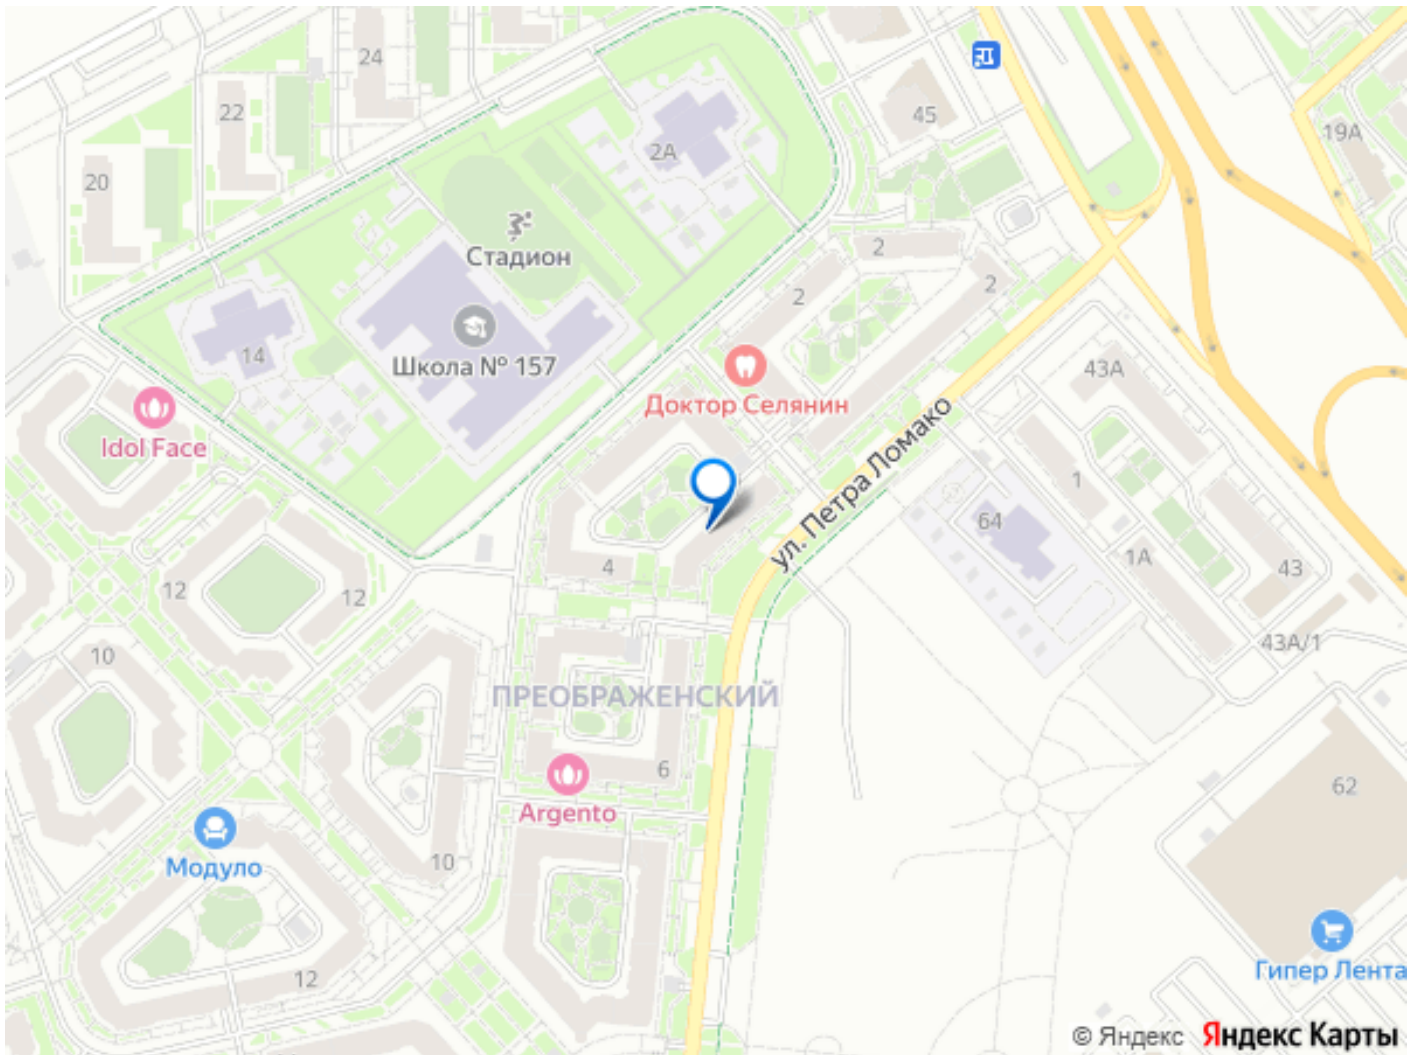 24
22
45
19А
2А
20
Стадион
2
2
2
14
Школа № 157
43А
Доктор Селянин
Idol Face
ул. Петра Ломако
1
64
1А
43
4
12
12
43А/1
10
ПРЕОБРАЖЕНСКИЙ
6
62
Argento
10
Модуло
12
Гипер Лента
© Яндекс Яндекс Карты